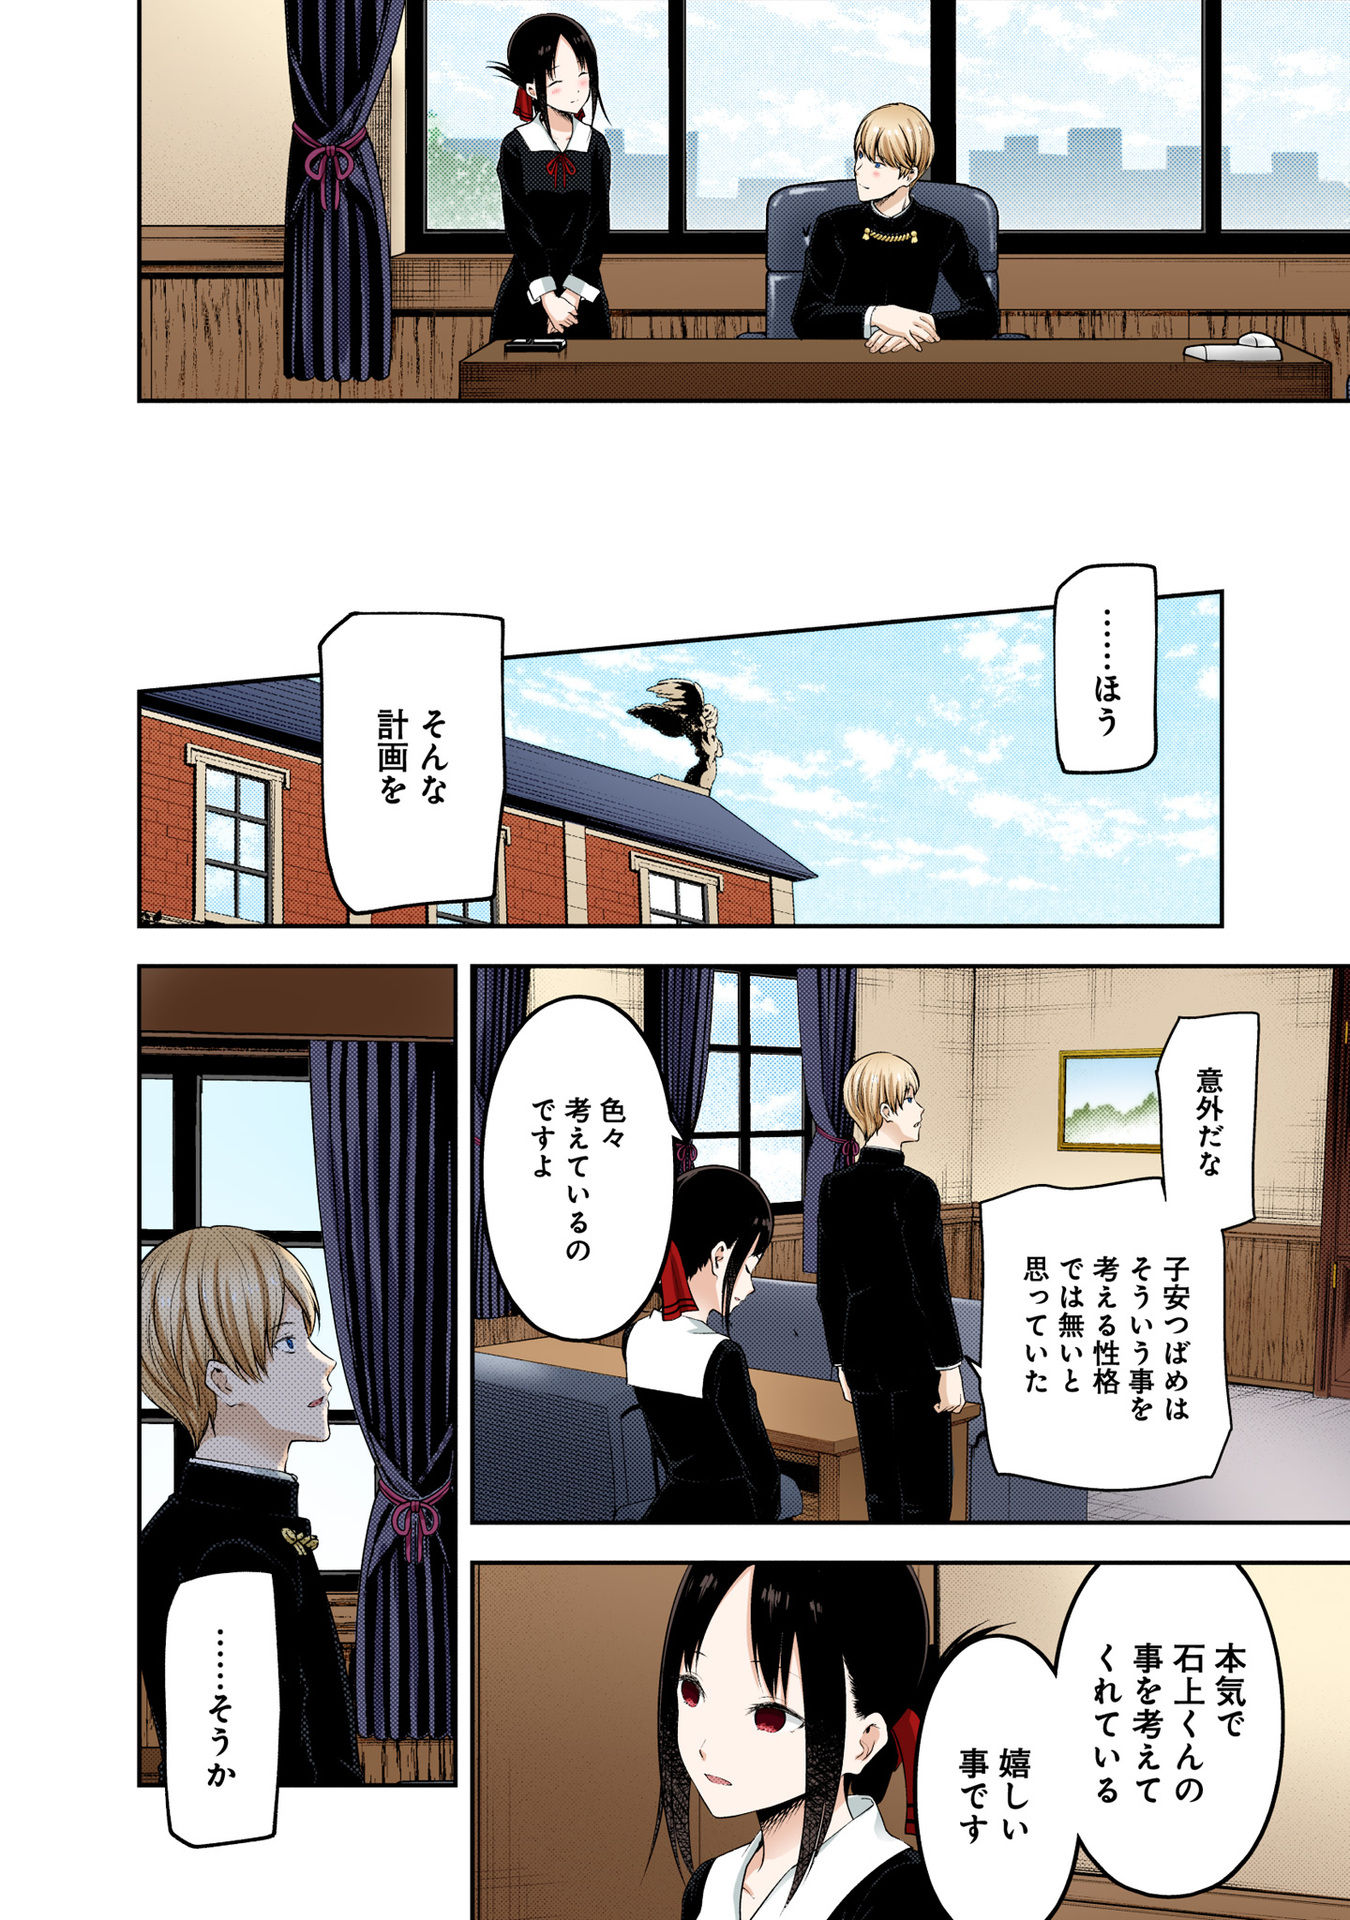 ……ほう
そんな
計画を
意外だな
子安つばめは
そういう事を
考える性格
では無いと
思っていた
色々
考えているの
ですよ
本気で
石上くんの
事を考えて
くれている
嬉しい
事です
……そうか